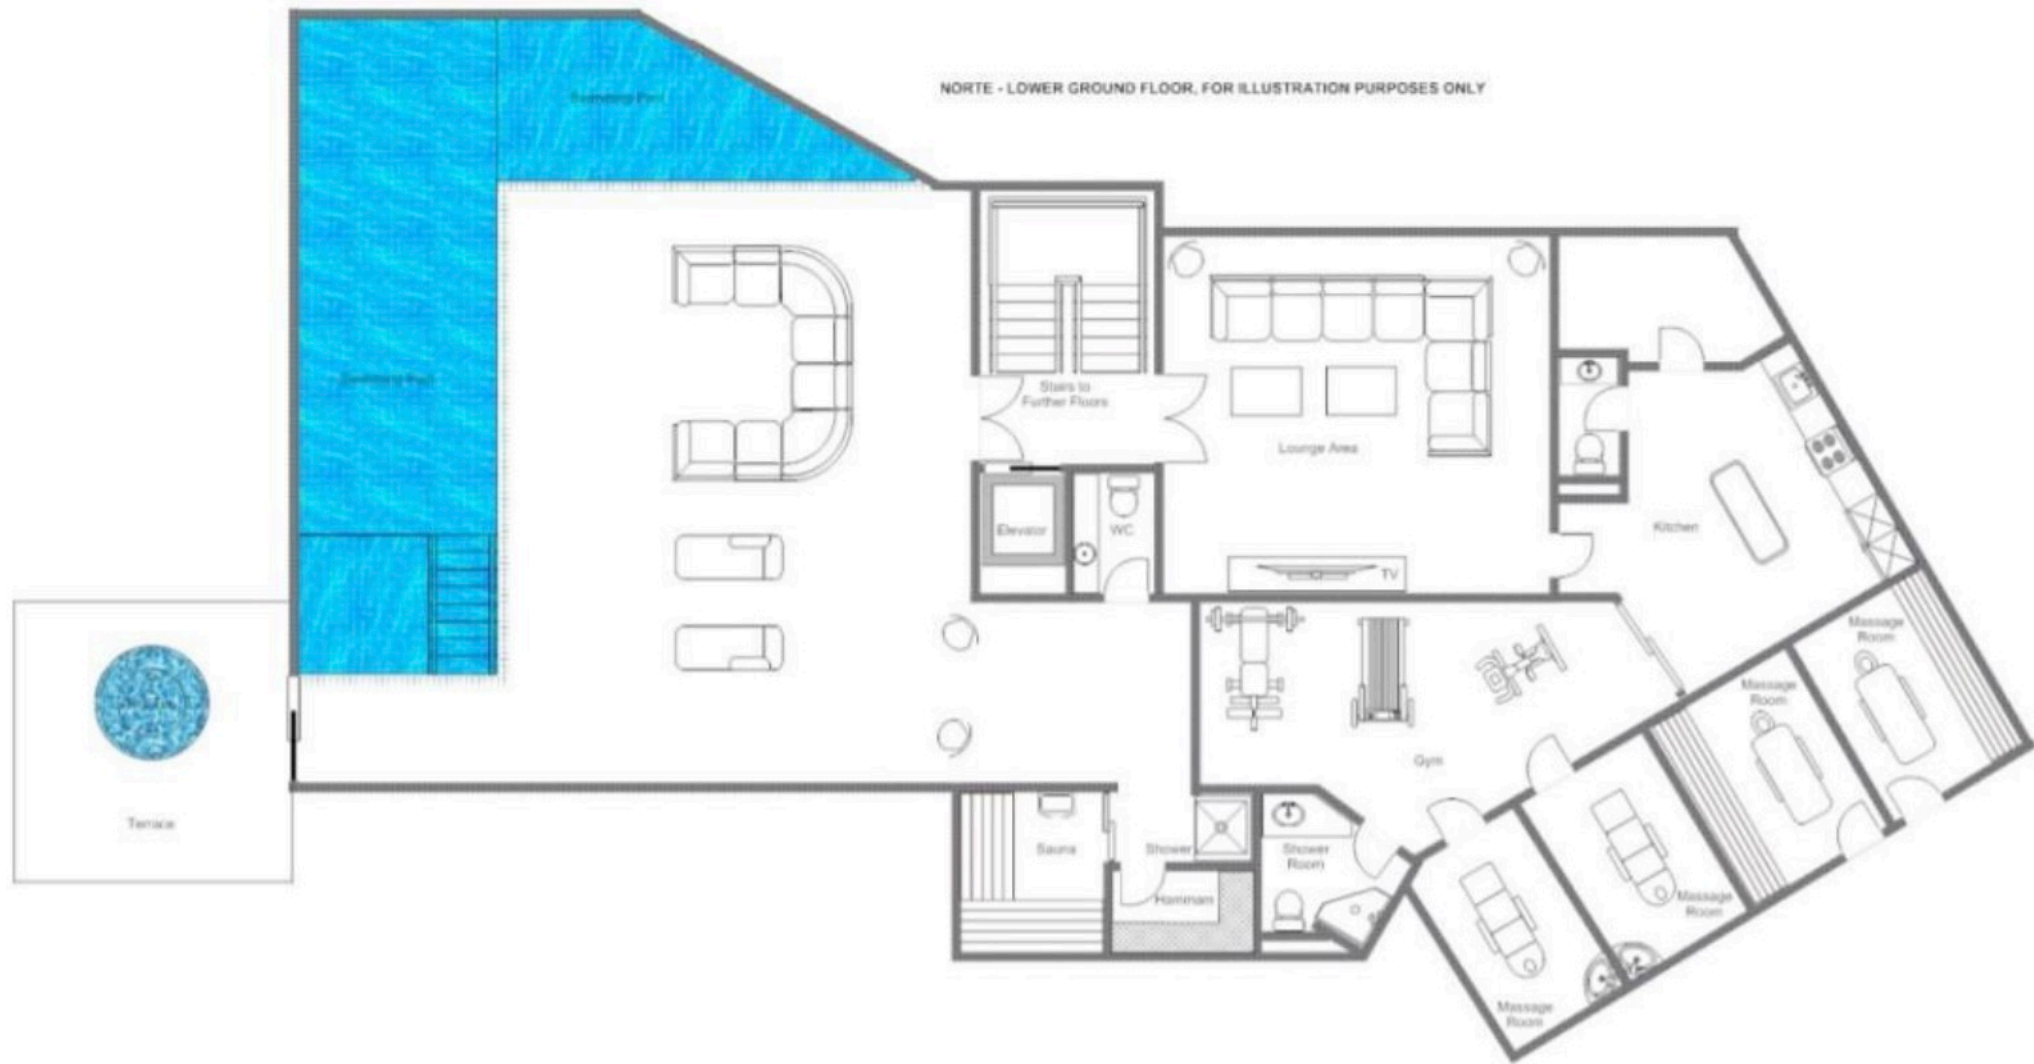 NORTE - LOWER GROUND FLOOR, FOR ILLUSTRATION PURPOSES ONLY
Swimming Pool
Swimming Pool
Stairs to
Further Floors
Lounge Area
Elevator
WC
TV
Kitchen
Massage
Room
Massage
Room
Gym
Terrace
Sauna
Shower
Shower
Room
Hammam
Massage
Room
Massage
Room